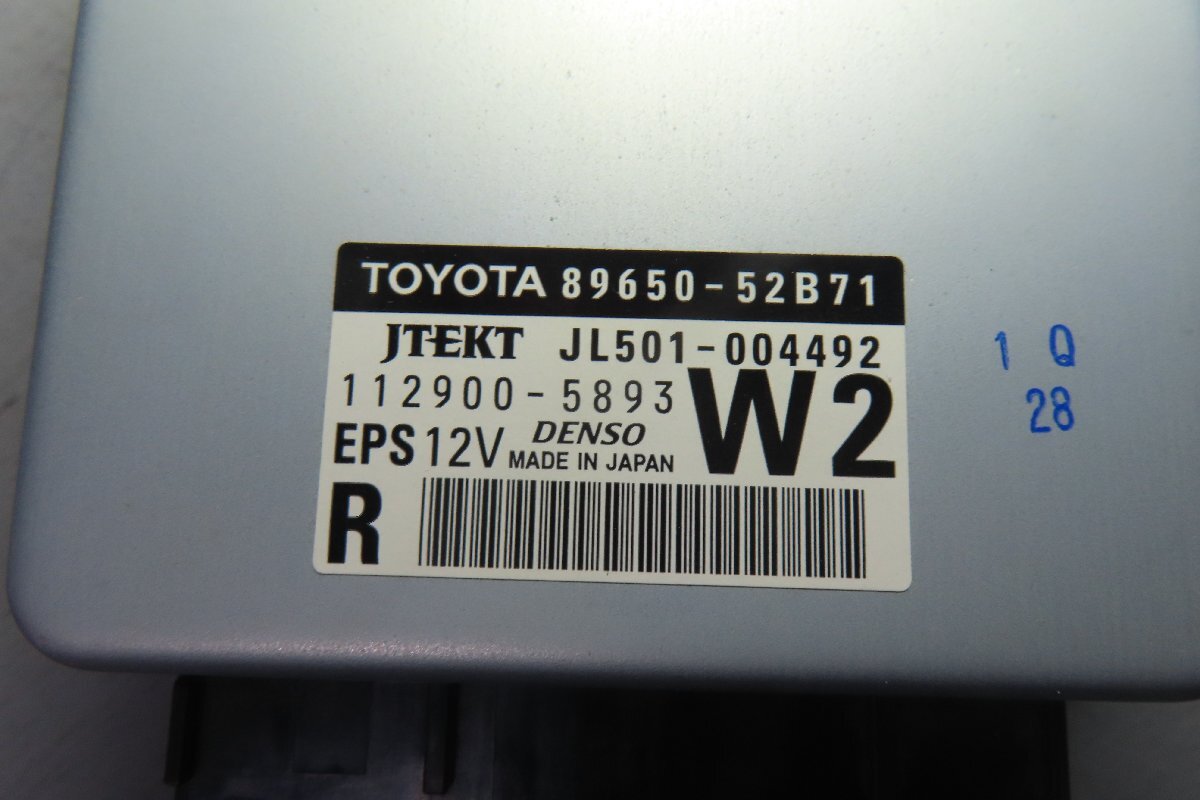 TOYOTA 89650-52B71
JTEKT JL501-004492
112900-5893
W2
EPS 12V DENSO
MADE IN JAPAN
R
1 Q
28